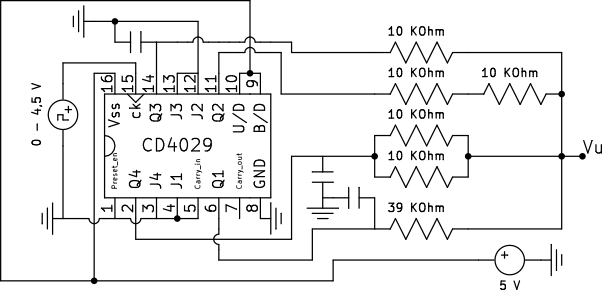 10 KOhm
10 KOhm
10 KOhm
10 KOhm
10 KOhm
39 KOhm
Vu
0 – 4,5 V
5 V
+
+
CD4029
16 15 14 13 12 11 10 9
Vss ck Q3 J3 J2 Q2 U/D B/D
Preset_en Q4 J4 J1 Carry_in Q1 Carry_out GND
1 2 3 4 5 6 7 8